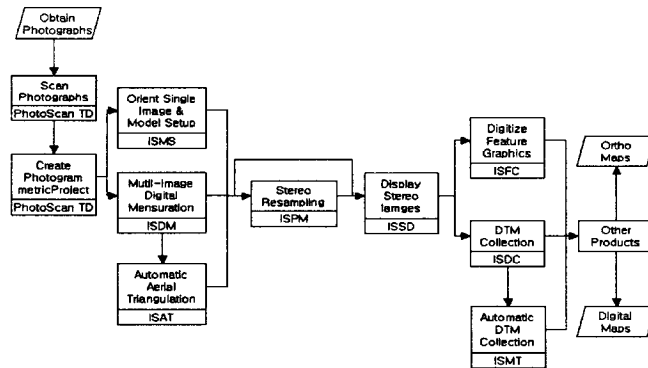 Obtain
Photographs
Scan
Photographs
PhotoScan TD
Create
Photogram
metricProject
PhotoScan TD
Orient Single
Image &
Model Setup
ISMS
Mutil-Image
Digital
Mensuration
ISDM
Automatic
Aerial
Triangulation
ISAT
Stereo
Resampling
ISPM
Display
Stereo
Iamges
ISSD
Digitize
Feature
Graphics
ISFC
DTM
Collection
ISDC
Automatic
DTM
Collection
ISMT
Ortho
Maps
Other
Products
Digital
Maps